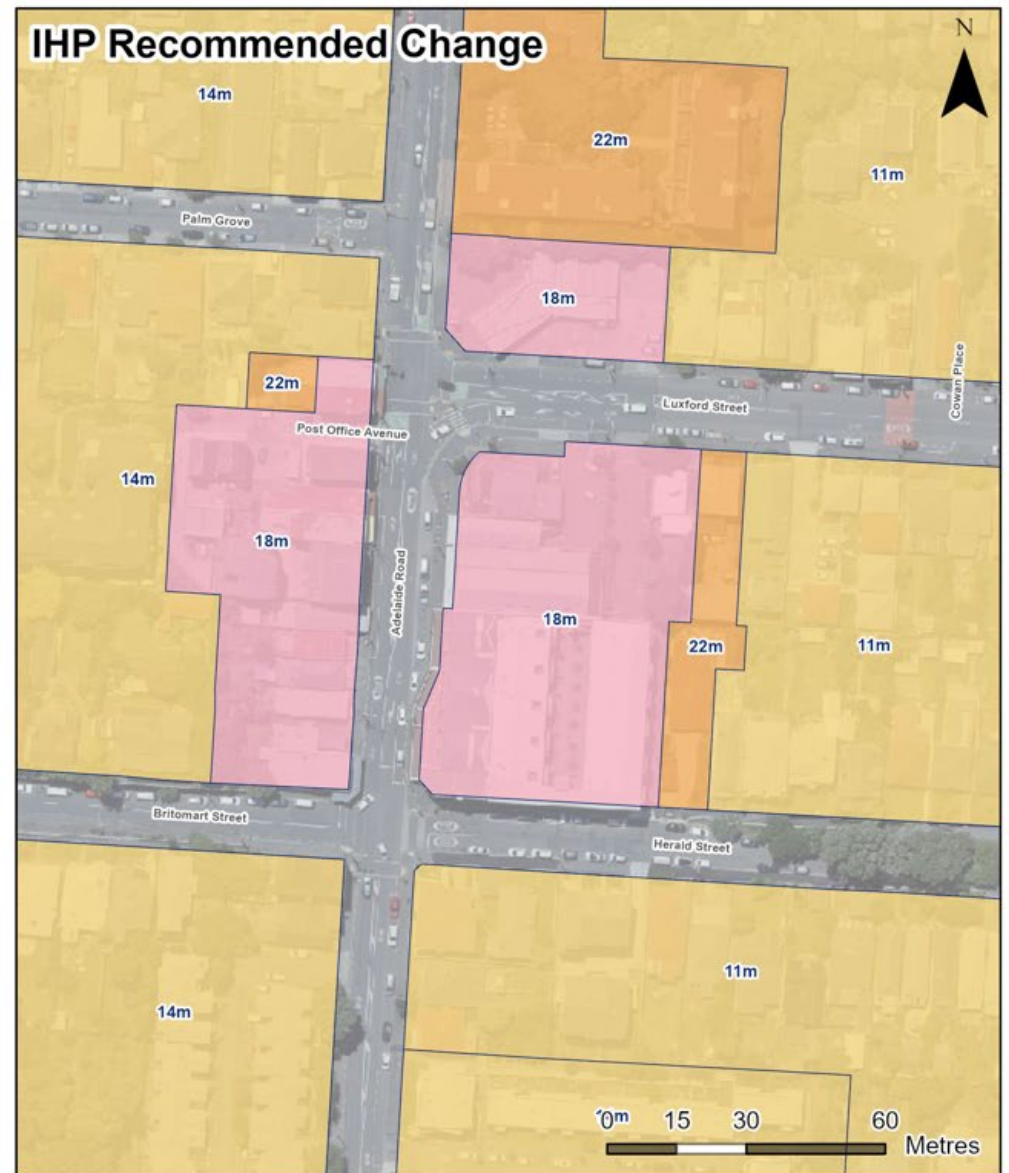 IHP Recommended Change
N
14m
22m
11m
Palm Grove
18m
Cowan Place
22m
Luxford Street
Post Office Avenue
14m
18m
Adelaide Road
18m
22m
11m
Britomart Street
Herald Street
11m
14m
0m 15 30 60
Metres